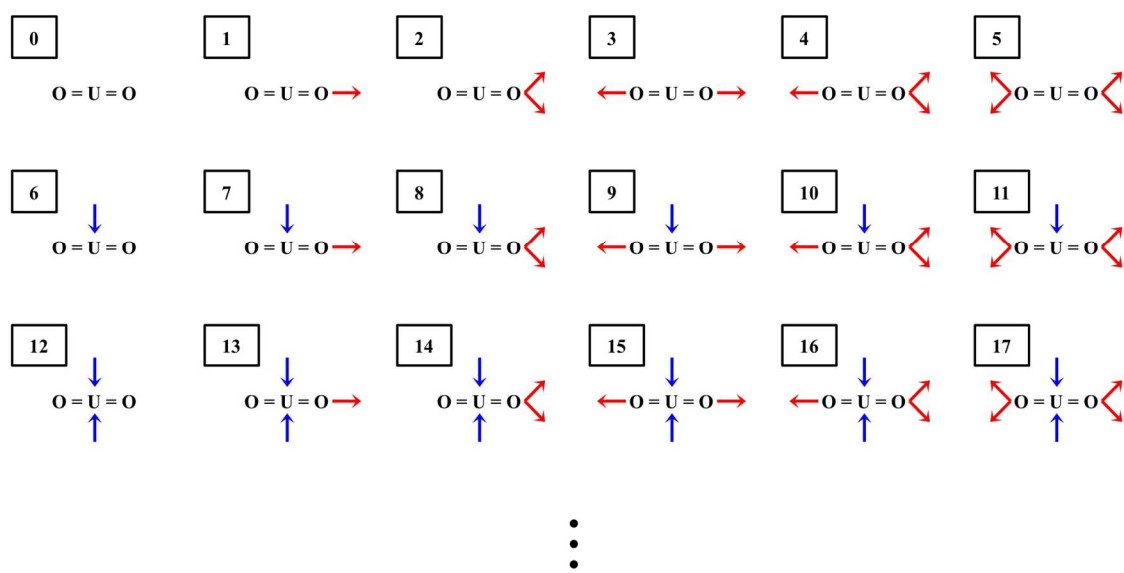 0 1 2 3 4 5
O = U = O O = U = O O = U = O O = U = O O = U = O O = U = O
6 7 8 9 10 11
O = U = O O = U = O O = U = O O = U = O O = U = O O = U = O
12 13 14 15 16 17
O = U = O O = U = O O = U = O O = U = O O = U = O O = U = O